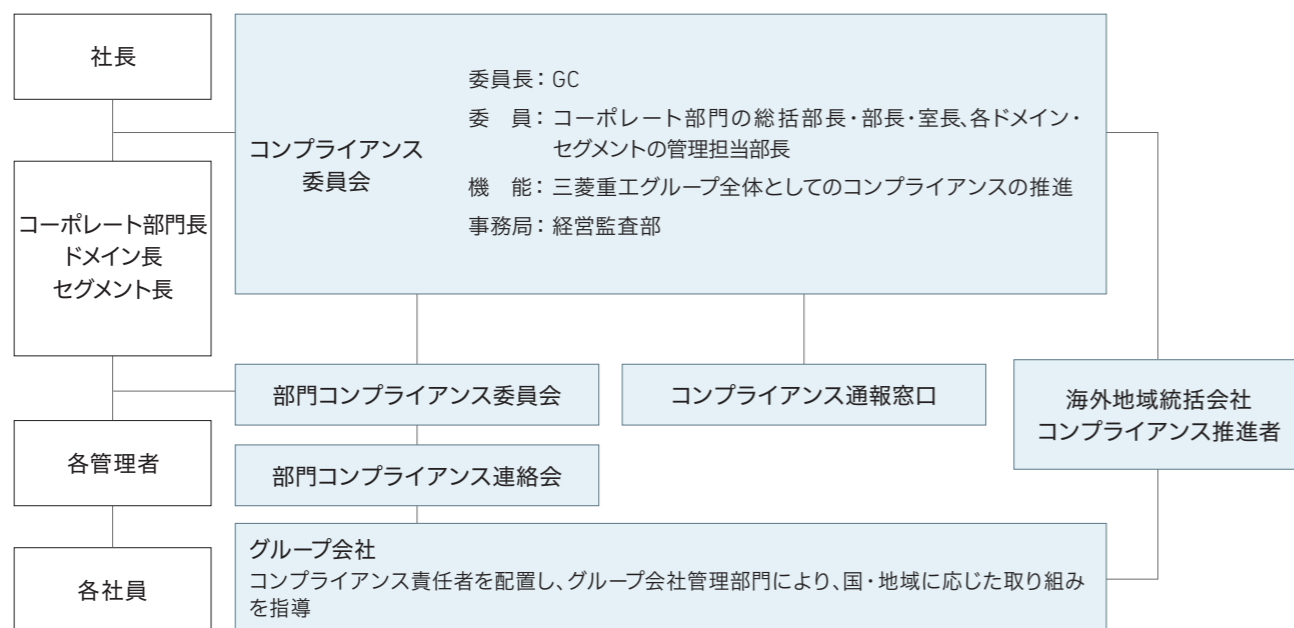 社長
コンプライアンス
委員会
委員長：GC
委　員：コーポレート部門の総括部長・部長・室長、各ドメイン・
セグメントの管理担当部長
機　能：三菱重工グループ全体としてのコンプライアンスの推進
事務局：経営監査部
コーポレート部門長
ドメイン長
セグメント長
部門コンプライアンス委員会
コンプライアンス通報窓口
海外地域統括会社
コンプライアンス推進者
各管理者
部門コンプライアンス連絡会
各社員
グループ会社
コンプライアンス責任者を配置し、グループ会社管理部門により、国・地域に応じた取り組み
を指導